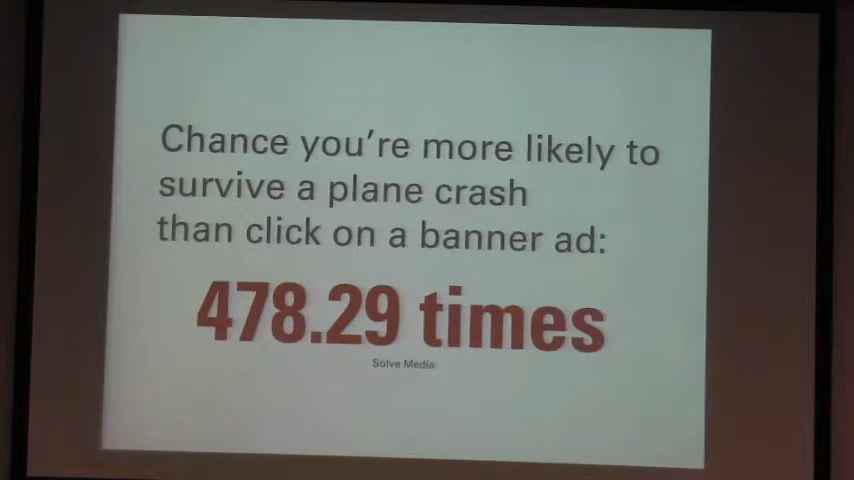 Chance you're more likely to
survive a plane crash
than click on a banner ad:
478.29 times
Solve Media